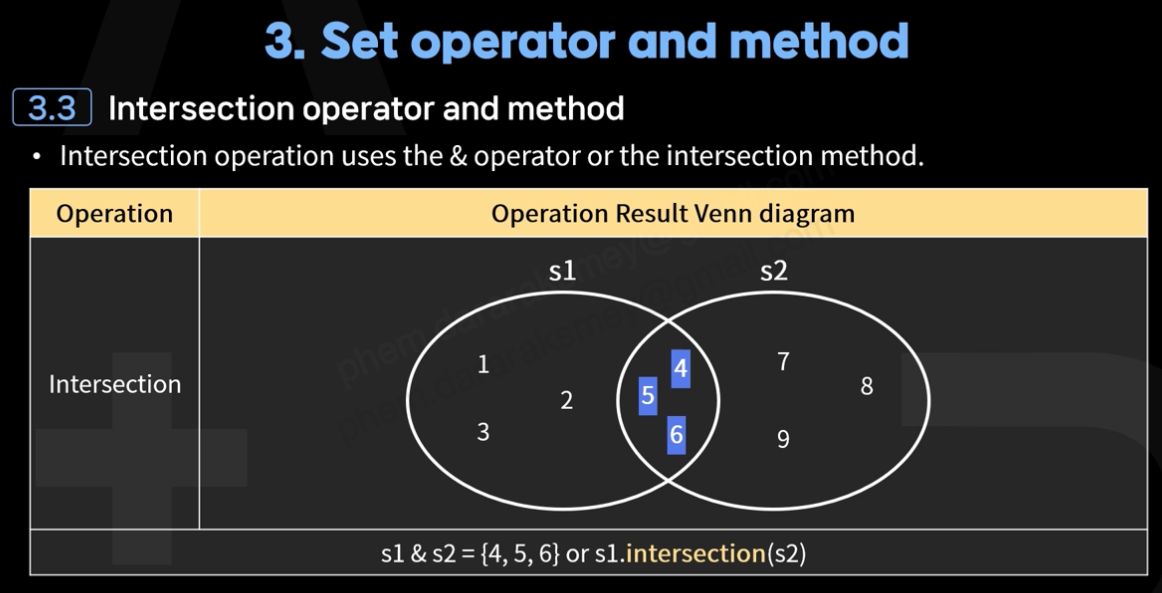 3. Set operator and method
3.3 Intersection operator and method
• Intersection operation uses the & operator or the intersection method.
Operation Operation Result Venn diagram
s1 s2
Intersection
1 4 7
2 5 8
3 6 9
s1 & s2 = {4, 5, 6} or s1.intersection(s2)